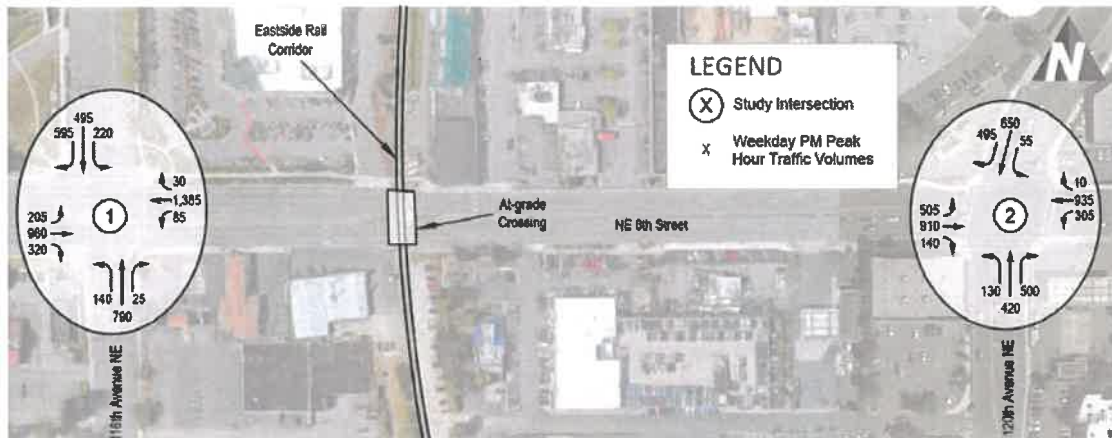 Eastside Rail
Corridor
LEGEND
X Study Intersection
x Weekday PM Peak
Hour Traffic Volumes
N
495
595 220
30
1,385
85
205
960
320
1
140 25
790
At-grade
Crossing
NE 8th Street
650
495 55
10
935
305
505
910
140
2
130 500
420
116th Avenue NE
120th Avenue NE